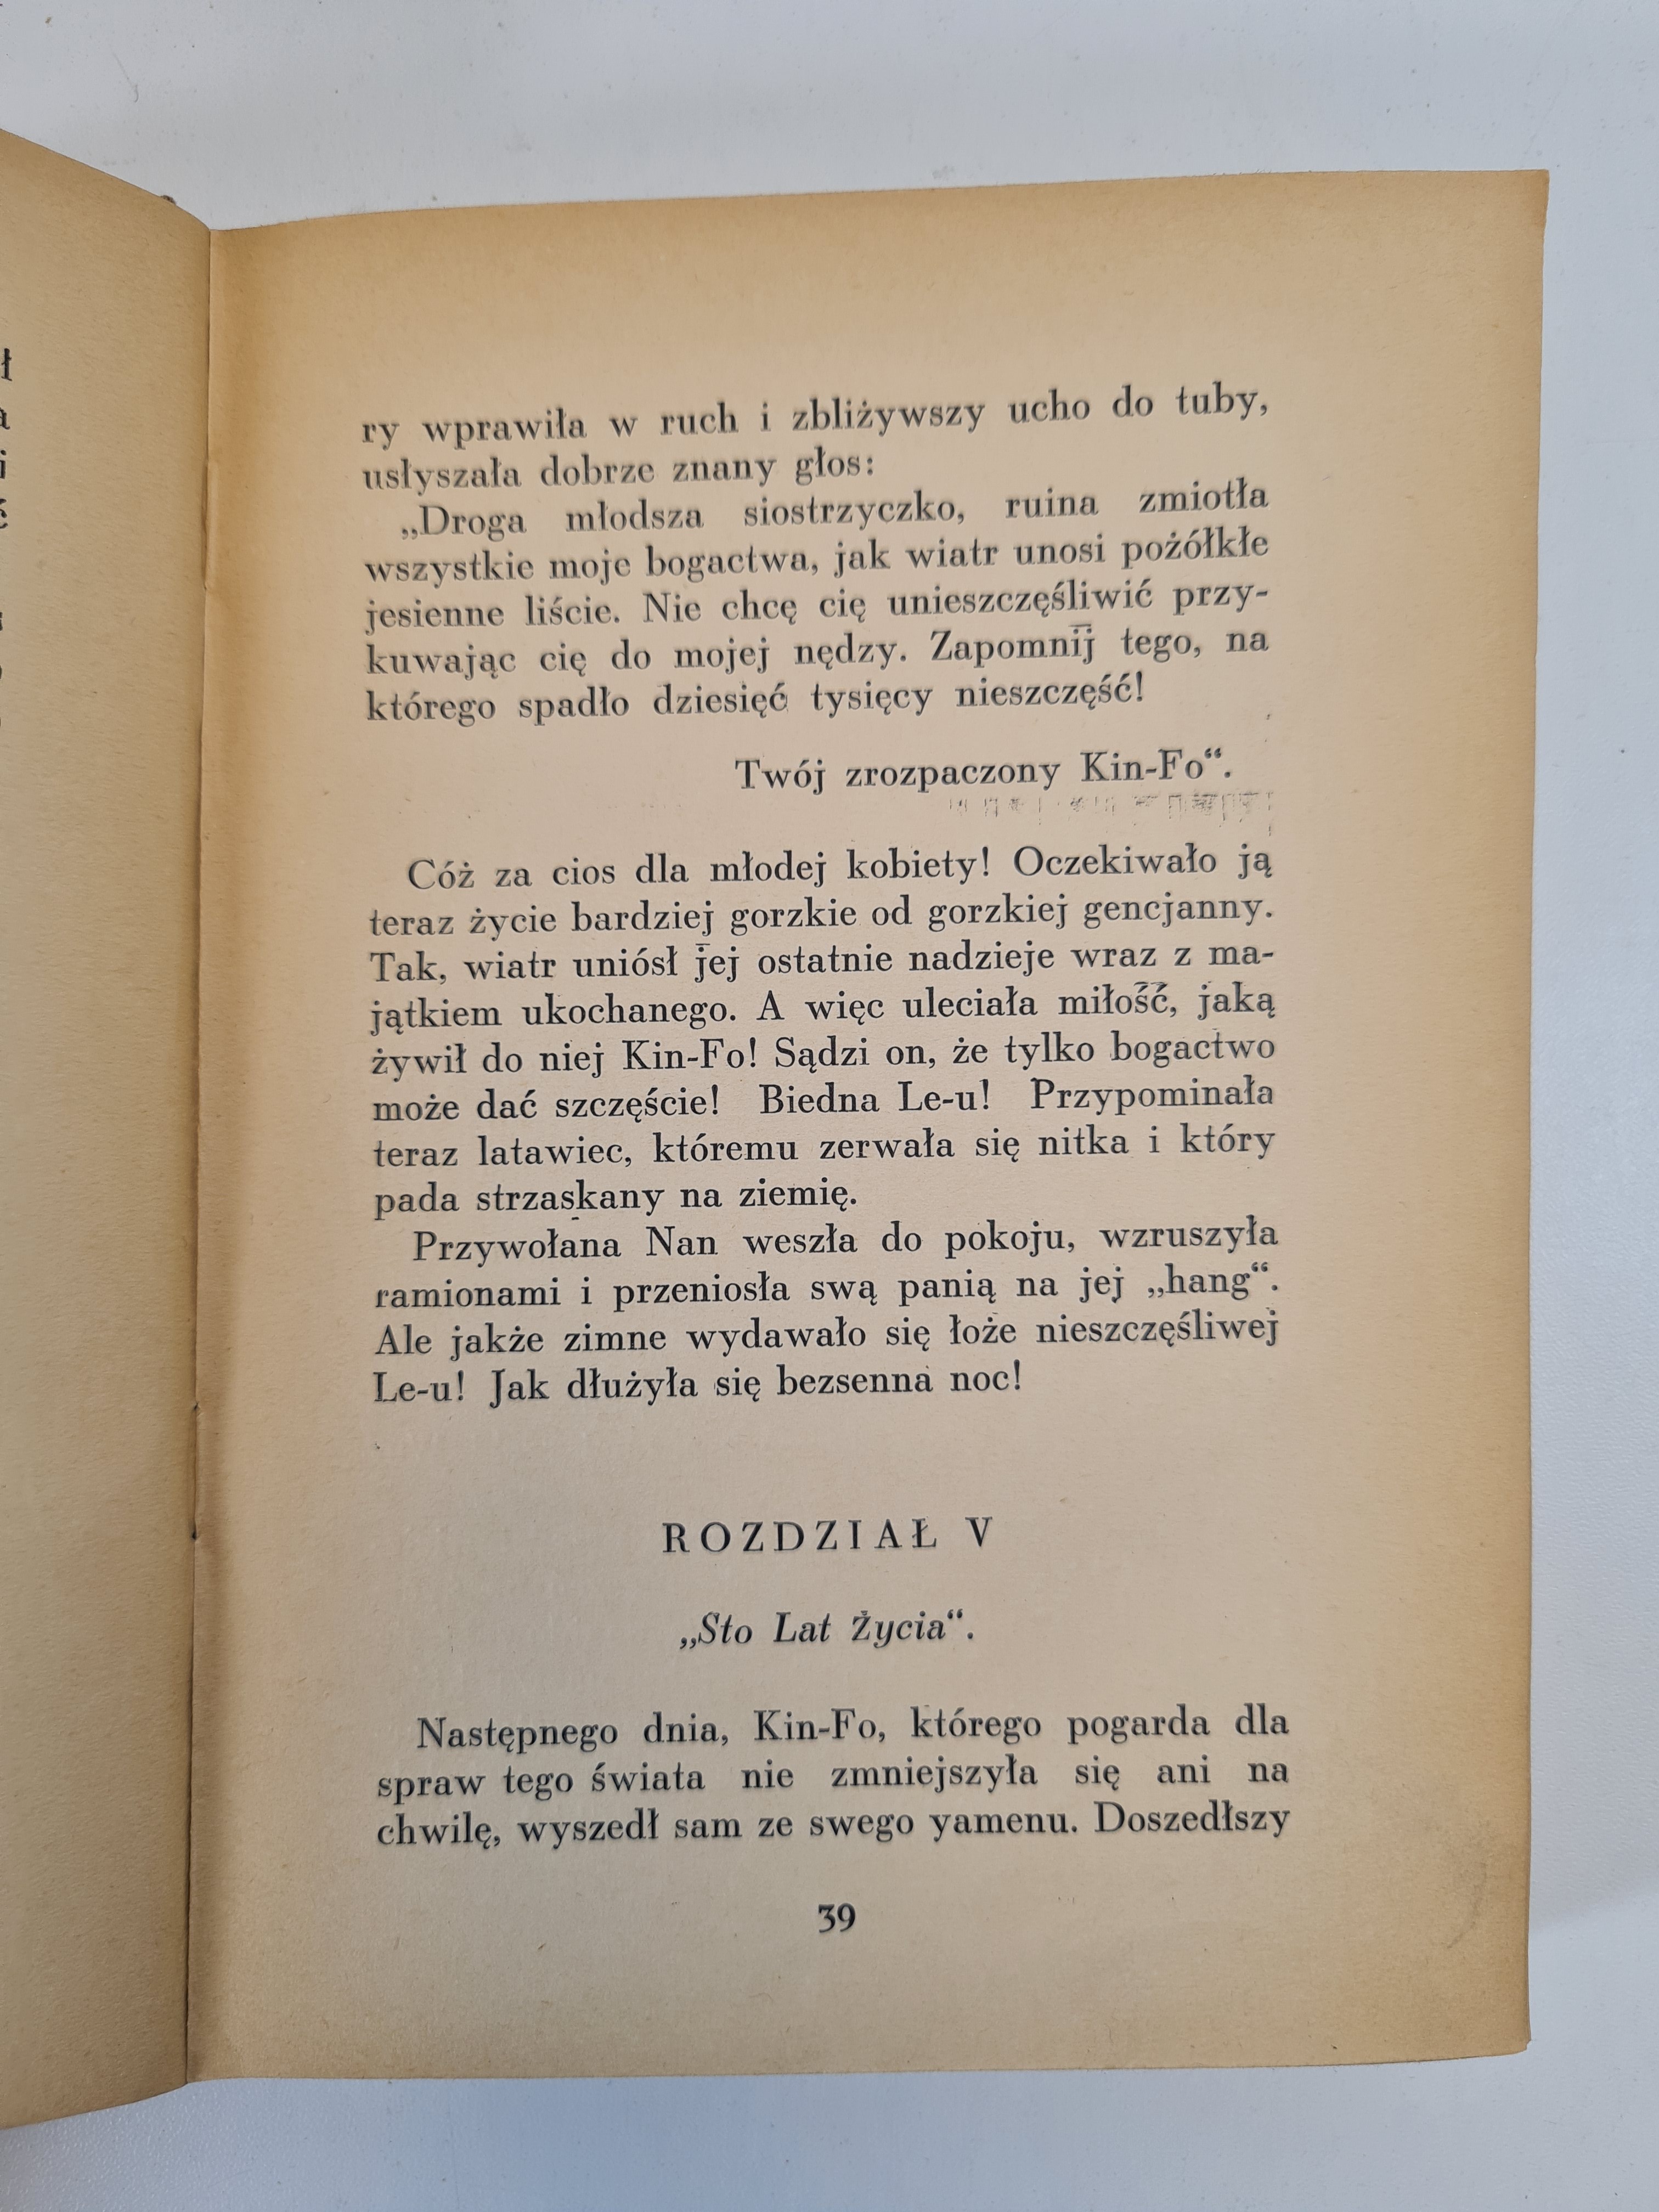 ry wprawiła w ruch i zbliżywszy ucho do tuby,
usłyszała dobrze znany głos:
„Droga młodsza siostrzyczko, ruina zmiotła
wszystkie moje bogactwa, jak wiatr unosi pożółkłe
jesienne liście. Nie chcę cię unieszczęśliwić przy-
kuwając cię do mojej nędzy. Zapomnij tego, na
którego spadło dziesięć tysięcy nieszczęść!
Twój zrozpaczony Kin-Fo“.
Cóż za cios dla młodej kobiety! Oczekiwało ją
teraz życie bardziej gorzkie od gorzkiej gencjanny.
Tak, wiatr uniósł jej ostatnie nadzieje wraz z ma-
jątkiem ukochanego. A więc uleciała miłość, jaką
żywił do niej Kin-Fo! Sądzi on, że tylko bogactwo
może dać szczęście! Biedna Le-u! Przypominała
teraz latawiec, któremu zerwała się nitka i który
pada strzaskany na ziemię.
Przywołana Nan weszła do pokoju, wzruszyła
ramionami i przeniosła swą panią na jej „hang“.
Ale jakże zimne wydawało się łoże nieszczęśliwej
Le-u! Jak dłużyła się bezsenna noc!
ROZDZIAŁ V
„Sto Lat Życia“.
Następnego dnia, Kin-Fo, którego pogarda dla
spraw tego świata nie zmniejszyła się ani na
chwilę, wyszedł sam ze swego yamenu. Doszedłszy
39